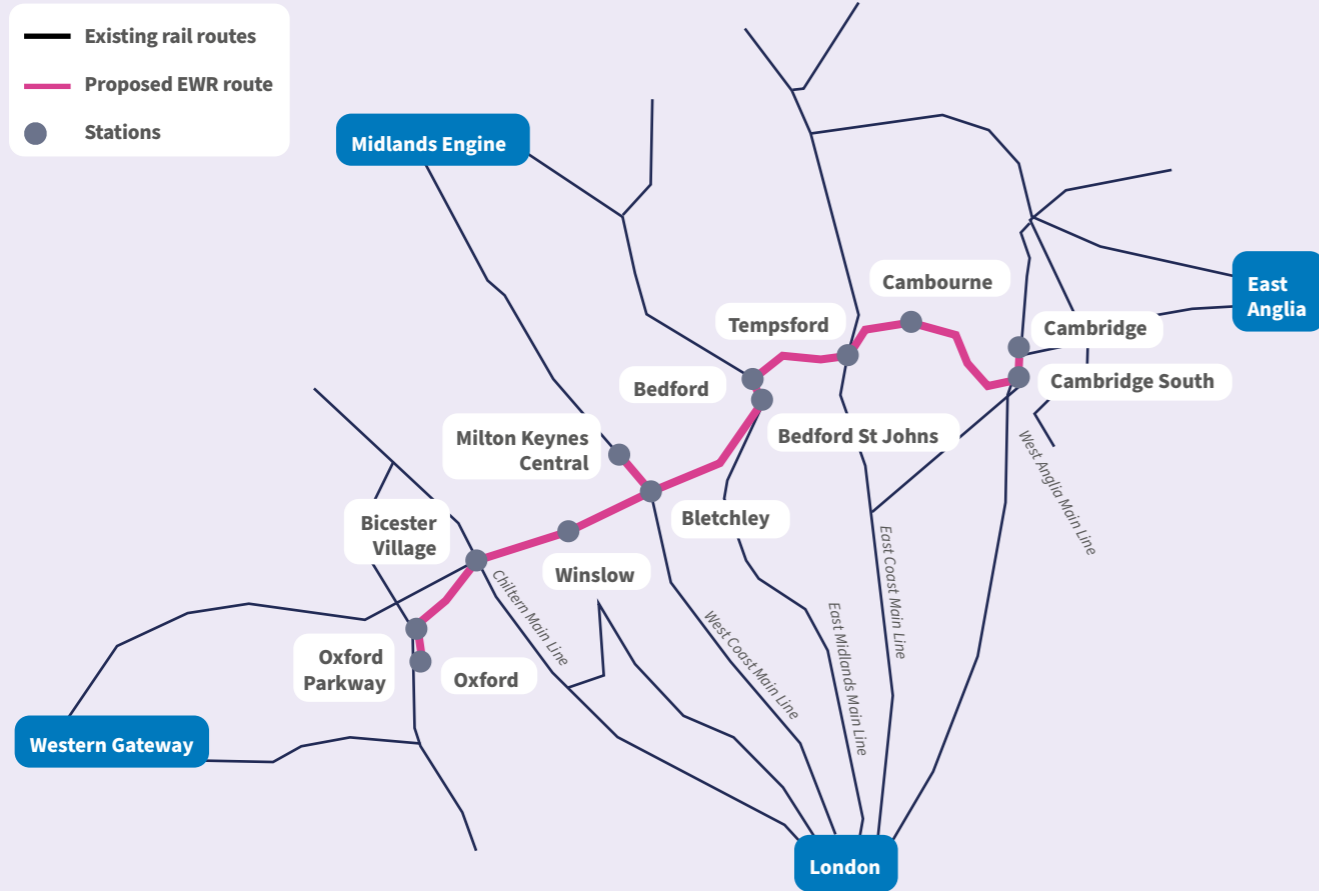 Existing rail routes
Proposed EWR route
Stations
Midlands Engine
East
Anglia
Cambourne
Tempsford
Cambridge
Cambridge South
Bedford
Bedford St Johns
Milton Keynes
Central
Bletchley
Bicester
Village
Winslow
Oxford
Parkway
Oxford
Western Gateway
London
Chiltern Main Line
West Coast Main Line
East Midlands Main Line
East Coast Main Line
West Anglia Main Line